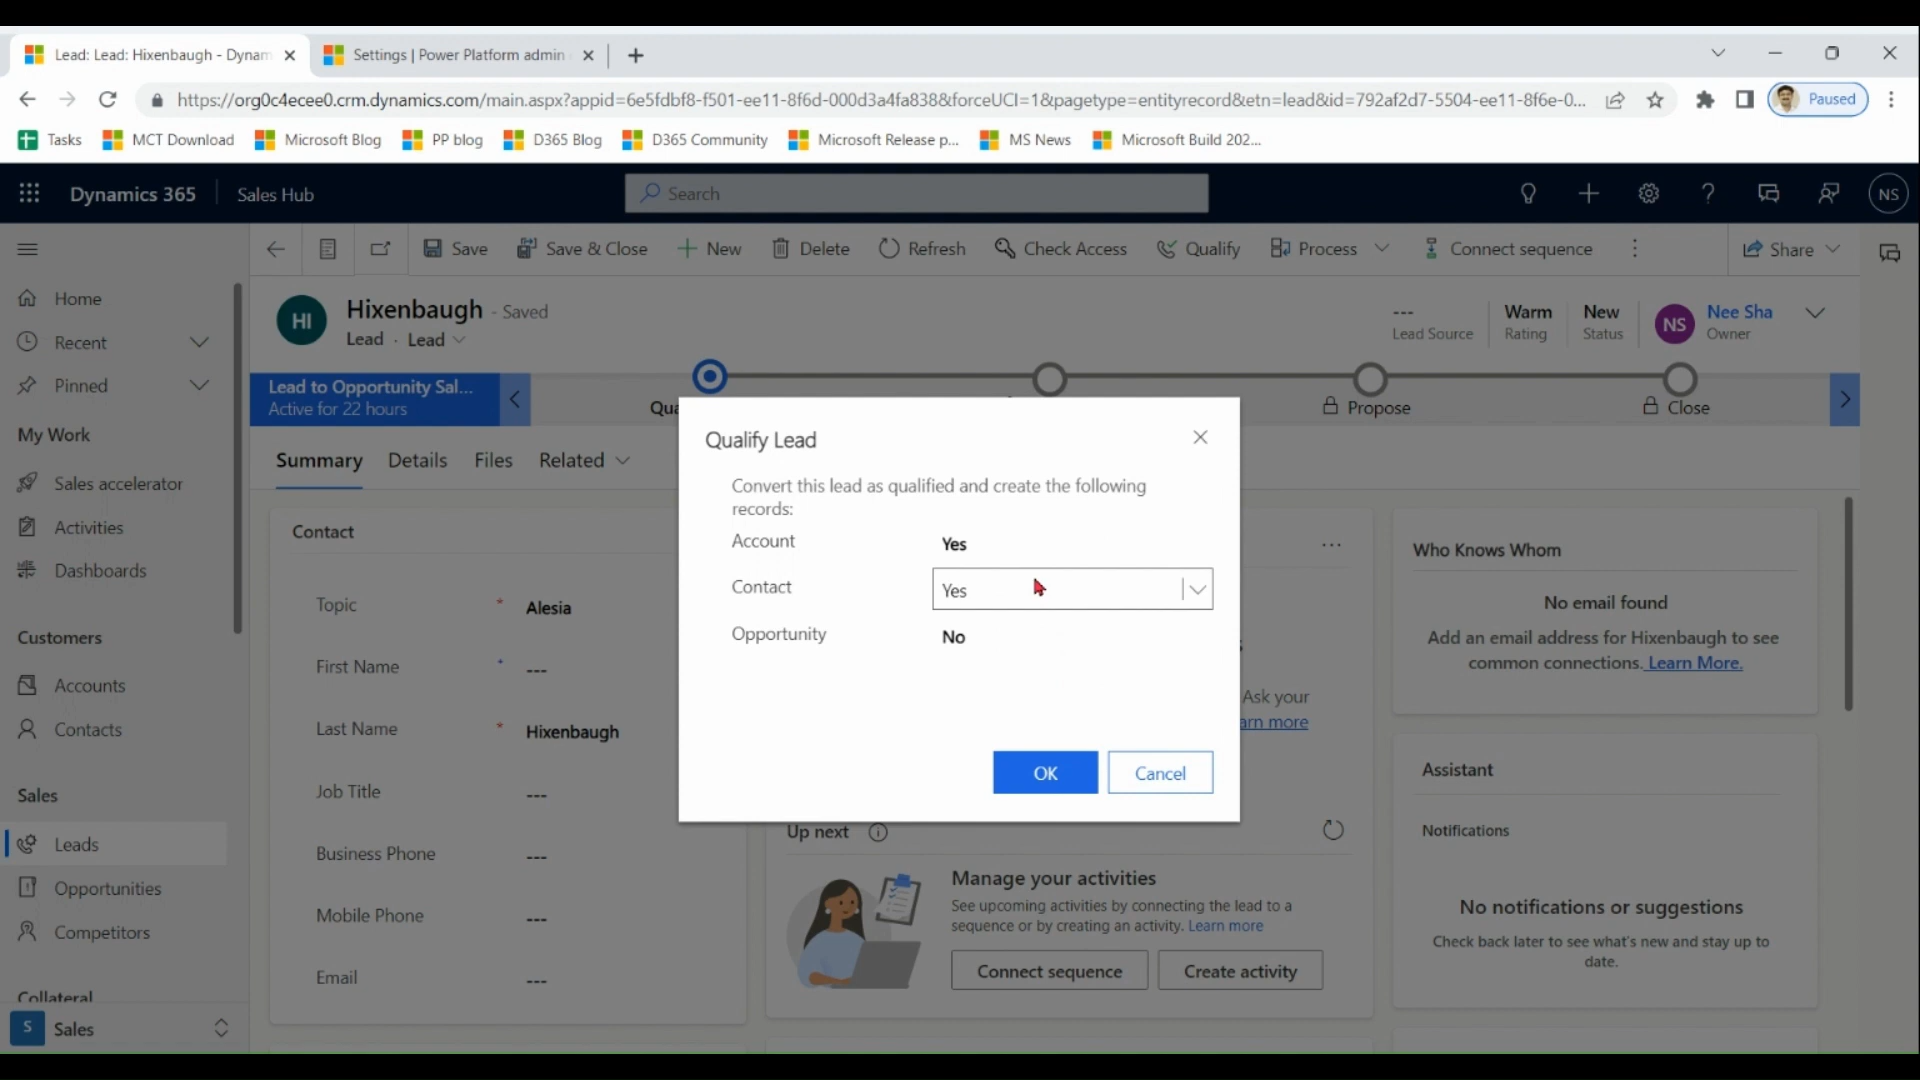 Lead: Lead: Hixenbaugh - Dynam
Settings | Power Platform admin
https://org0c4ecee0.crm.dynamics.com/main.aspx?appid=6e5fdbf8-f501-ee11-8f6d-000d3a4fa838&forceUCI=1&pagetype=entityrecord&etn=lead&id=792af2d7-5504-ee11-8f6e-0...
Paused
Tasks
MCT Download
Microsoft Blog
PP blog
D365 Blog
D365 Community
Microsoft Release p...
MS News
Microsoft Build 202...
Dynamics 365
Sales Hub
Search
NS
Save
Save & Close
New
Delete
Refresh
Check Access
Qualify
Process
Connect sequence
Share
Home
Recent
Pinned
My Work
Sales accelerator
Activities
Dashboards
Customers
Accounts
Contacts
Sales
Leads
Opportunities
Competitors
Collateral
S
Sales
HI
Hixenbaugh - Saved
Lead · Lead
---
Lead Source
Warm
Rating
New
Status
NS
Nee Sha
Owner
Lead to Opportunity Sal...
Active for 22 hours
Qua
Propose
Close
Summary
Details
Files
Related
Contact
Topic * Alesia
First Name ---
Last Name * Hixenbaugh
Job Title ---
Business Phone ---
Mobile Phone ---
Email ---
Qualify Lead
Convert this lead as qualified and create the following
records:
Account Yes
Contact Yes
Opportunity No
OK
Cancel
Ask your
arn more
Up next
Manage your activities
See upcoming activities by connecting the lead to a
sequence or by creating an activity. Learn more
Connect sequence
Create activity
Who Knows Whom
No email found
Add an email address for Hixenbaugh to see
common connections. Learn More.
Assistant
Notifications
No notifications or suggestions
Check back later to see what's new and stay up to
date.